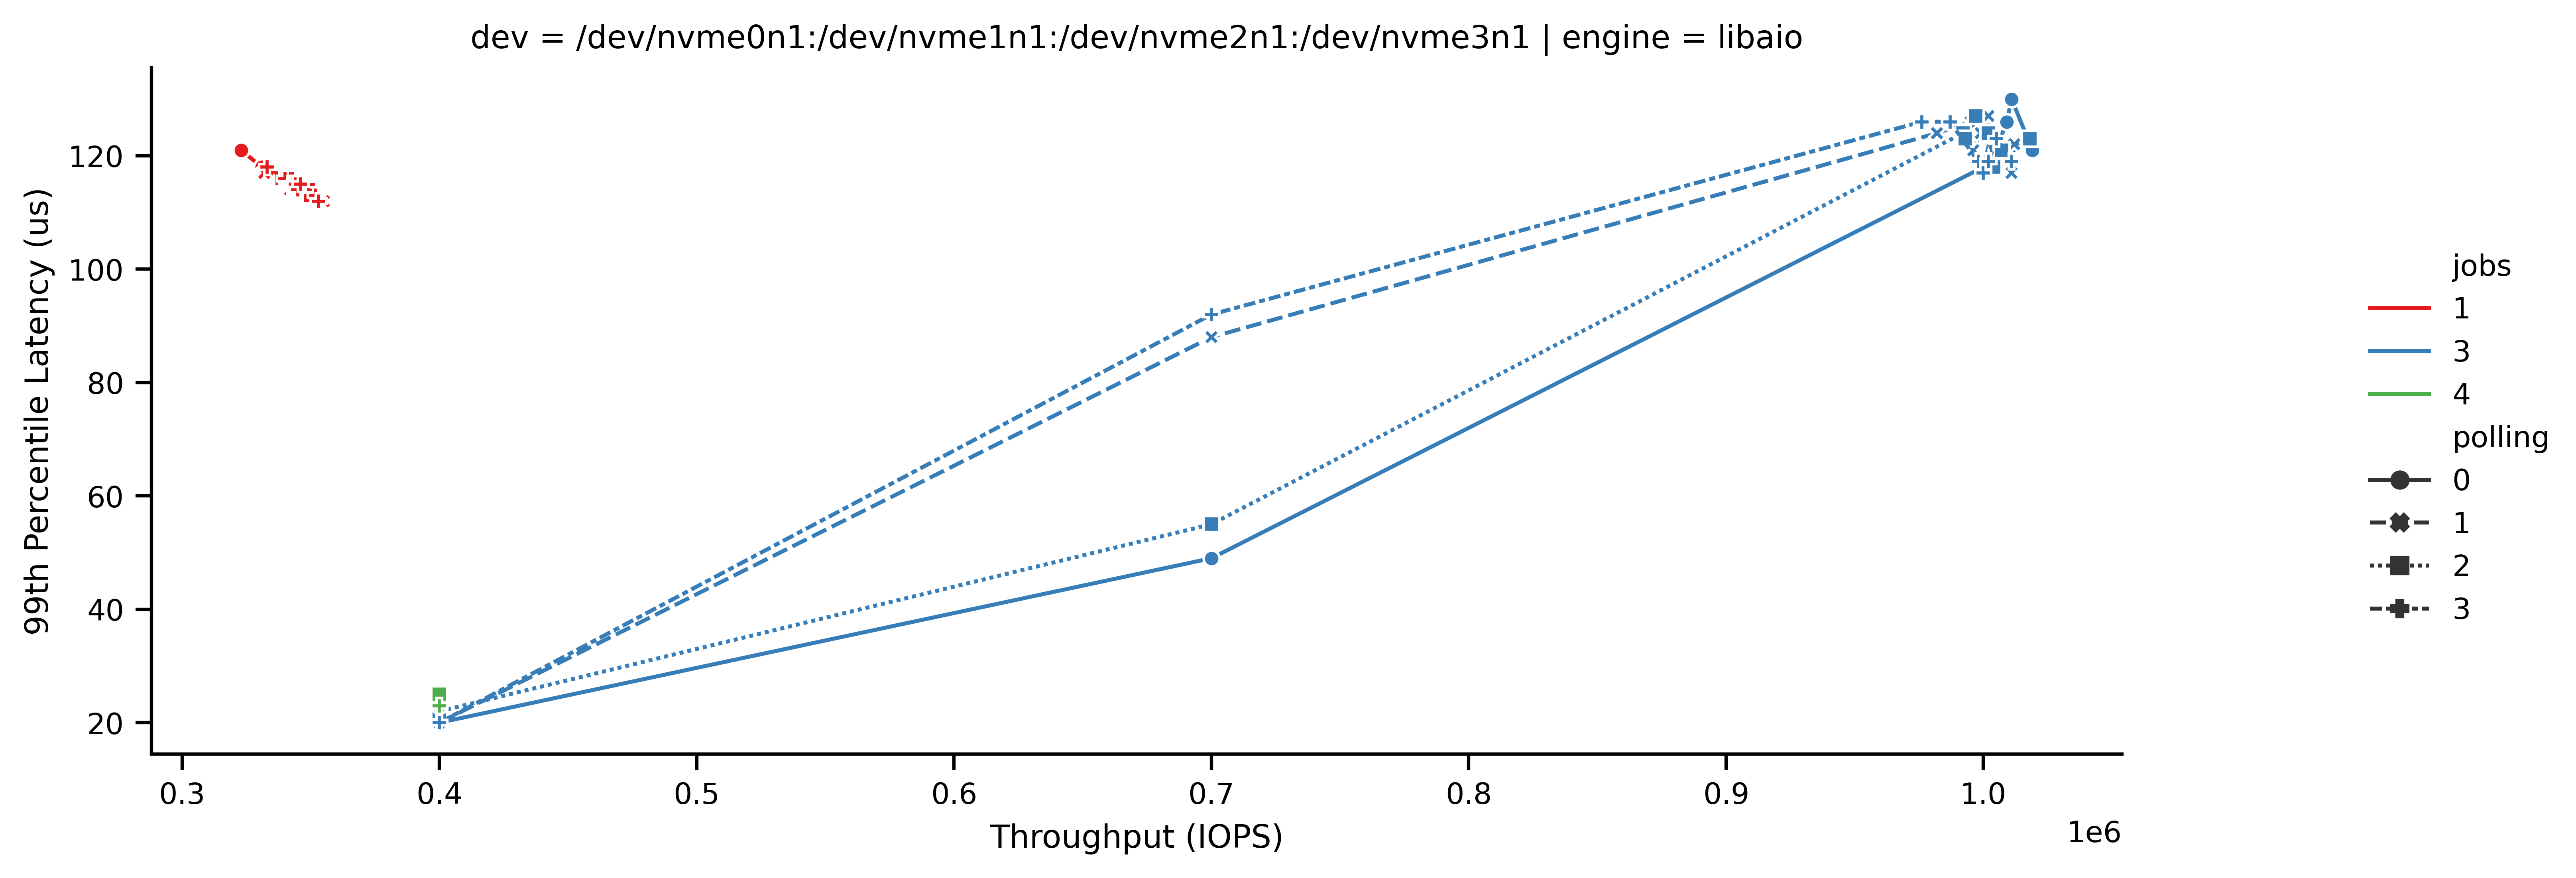 dev = /dev/nvme0n1:/dev/nvme1n1:/dev/nvme2n1:/dev/nvme3n1 | engine = libaio
99th Percentile Latency (us)
120
100
80
60
40
20
0.3 0.4 0.5 0.6 0.7 0.8 0.9 1.0
1e6
Throughput (IOPS)
jobs
1
3
4
polling
0
1
2
3